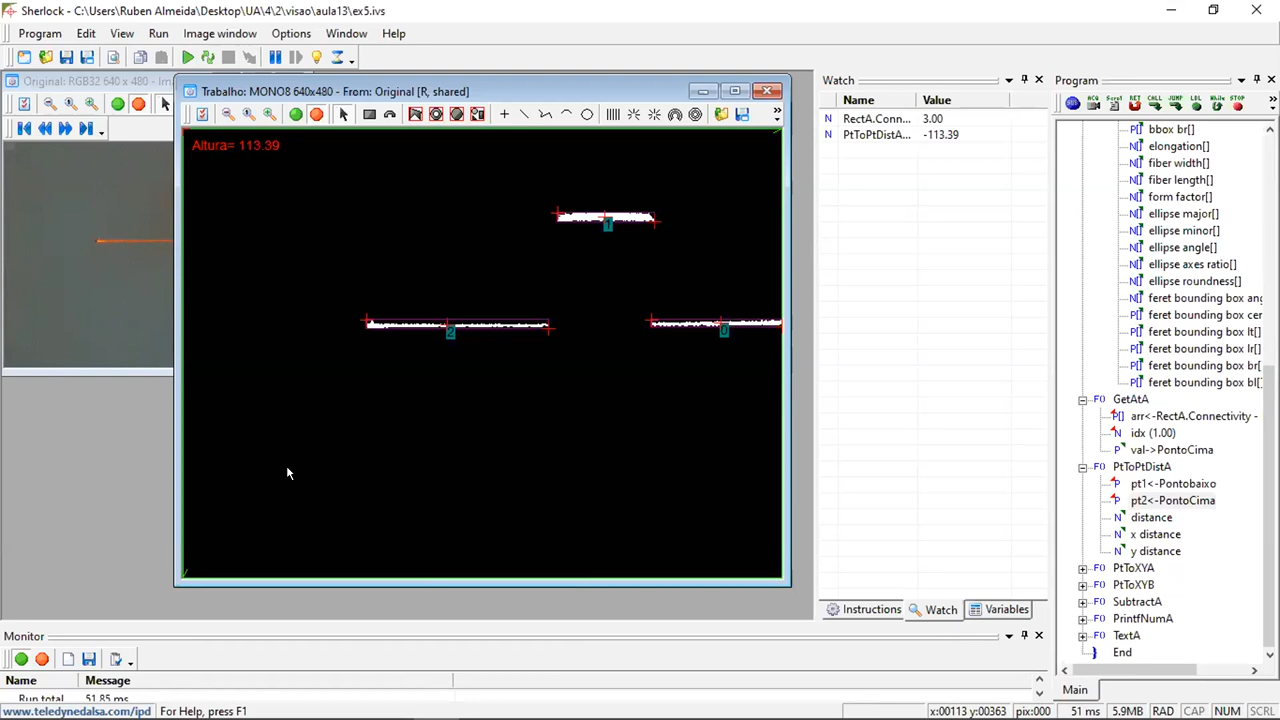 Sherlock - C:\Users\Ruben Almeida\Desktop\UA\4\2\visao\aula13\ex5.ivs
Program Edit View Run Image window Options Window Help
Original: RGB32 640 x 480 - Im
Trabalho: MONO8 640x480 - From: Original [R, shared]
Altura= 113.39
1
2
0
Watch
Name Value
N RectA.Conn... 3.00
N PtToPtDistA... -113.39
Instructions Watch Variables
Program
P[] bbox br[]
N[] elongation[]
N[] fiber width[]
N[] fiber length[]
N[] form factor[]
N[] ellipse major[]
N[] ellipse minor[]
N[] ellipse angle[]
N[] ellipse axes ratio[]
N[] ellipse roundness[]
N[] feret bounding box ang
P[] feret bounding box cer
P[] feret bounding box lt[]
P[] feret bounding box lr[]
P[] feret bounding box br[]
P[] feret bounding box bl[]
F() GetAtA
P[] arr<-RectA.Connectivity -
N idx (1.00)
P val->PontoCima
F() PtToPtDistA
P pt1<-Pontobaixo
P pt2<-PontoCima
N distance
N x distance
N y distance
F() PtToXYA
F() PtToXYB
F() SubtractA
F() PrintfNumA
F() TextA
} End
Main
Monitor
Name Message
Run total 51.85 ms
www.teledynedalsa.com/ipd For Help, press F1 x:00113 y:00363 pix:000 51 ms 5.9MB RAD CAP NUM SCRL